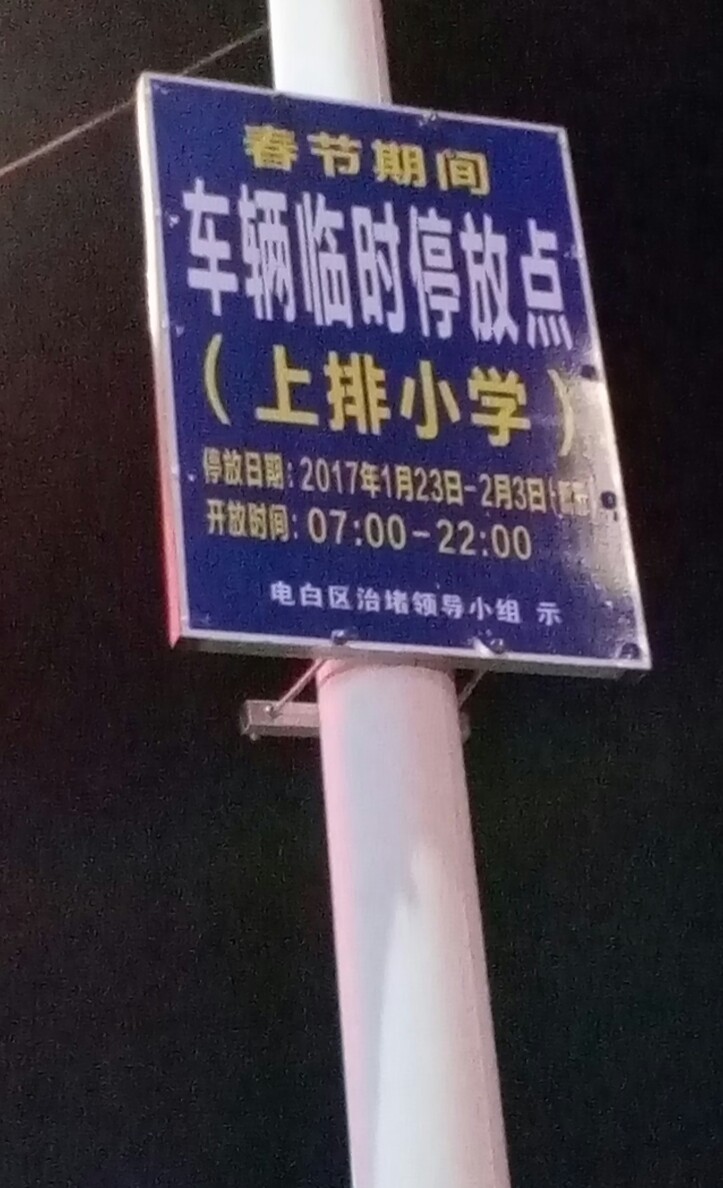 春节期间
车辆临时停放点
（上排小学）
停放日期：2017年1月23日-2月3日
开放时间：07:00-22:00
电白区治堵领导小组 示